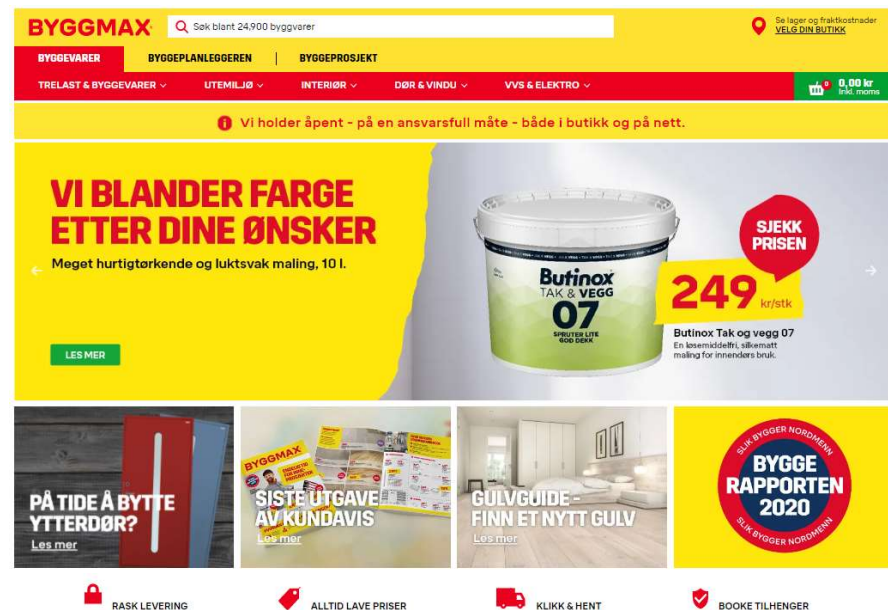 BYGGMAX
Søk blant 24,900 byggvarer
Se lager og fraktkostnader
VELG DIN BUTIKK
BYGGEVARER
BYGGEPLANLEGGEREN
BYGGEPROSJEKT
TRELAST & BYGGEVARER
UTEMILJØ
INTERIØR
DØR & VINDU
VVS & ELEKTRO
0
0,00 kr
Inkl. moms
Vi holder åpent - på en ansvarsfull måte - både i butikk og på nett.
VI BLANDER FARGE
ETTER DINE ØNSKER
Meget hurtigtørkende og luktsvak maling, 10 l.
LES MER
Butinox
TAK & VEGG
07
SPRUTER LITE
GOD DEKK
SJEKK
PRISEN
249 kr/stk
Butinox Tak og vegg 07
En løsemiddelfri, silkematt
maling for innendørs bruk.
PÅ TIDE Å BYTTE
YTTERDØR?
Les mer
BYGGMAX
SISTE UTGAVE
AV KUNDAVIS
Les mer
GULVGUIDE -
FINN ET NYTT GULV
Les mer
SLIK BYGGER NORDMENN
BYGGE
RAPPORTEN
2020
SLIK BYGGER NORDMENN
RASK LEVERING
ALLTID LAVE PRISER
KLIKK & HENT
BOOKE TILHENGER